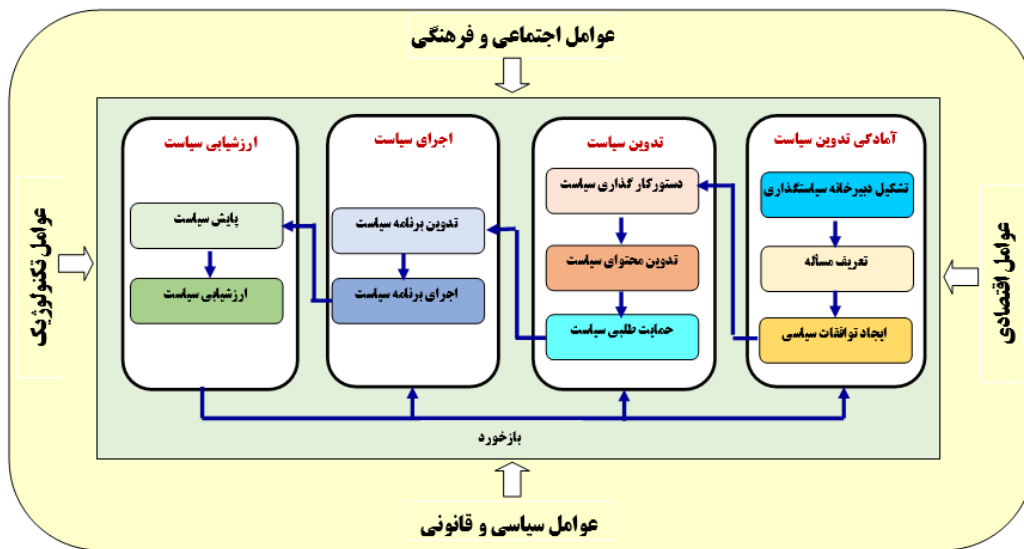 عوامل اجتماعی و فرهنگی
آمادگی تدوین سیاست
تشکیل دبیرخانه سیاستگذاری
تعریف مسأله
ایجاد توافقات سیاسی
تدوین سیاست
دستورکار گذاری سیاست
تدوین محتوای سیاست
حمایت طلبی سیاست
اجرای سیاست
تدوین برنامه سیاست
اجرای برنامه سیاست
ارزشیابی سیاست
پایش سیاست
ارزشیابی سیاست
بازخورد
عوامل اقتصادی
عوامل تکنولوژیک
عوامل سیاسی و قانونی